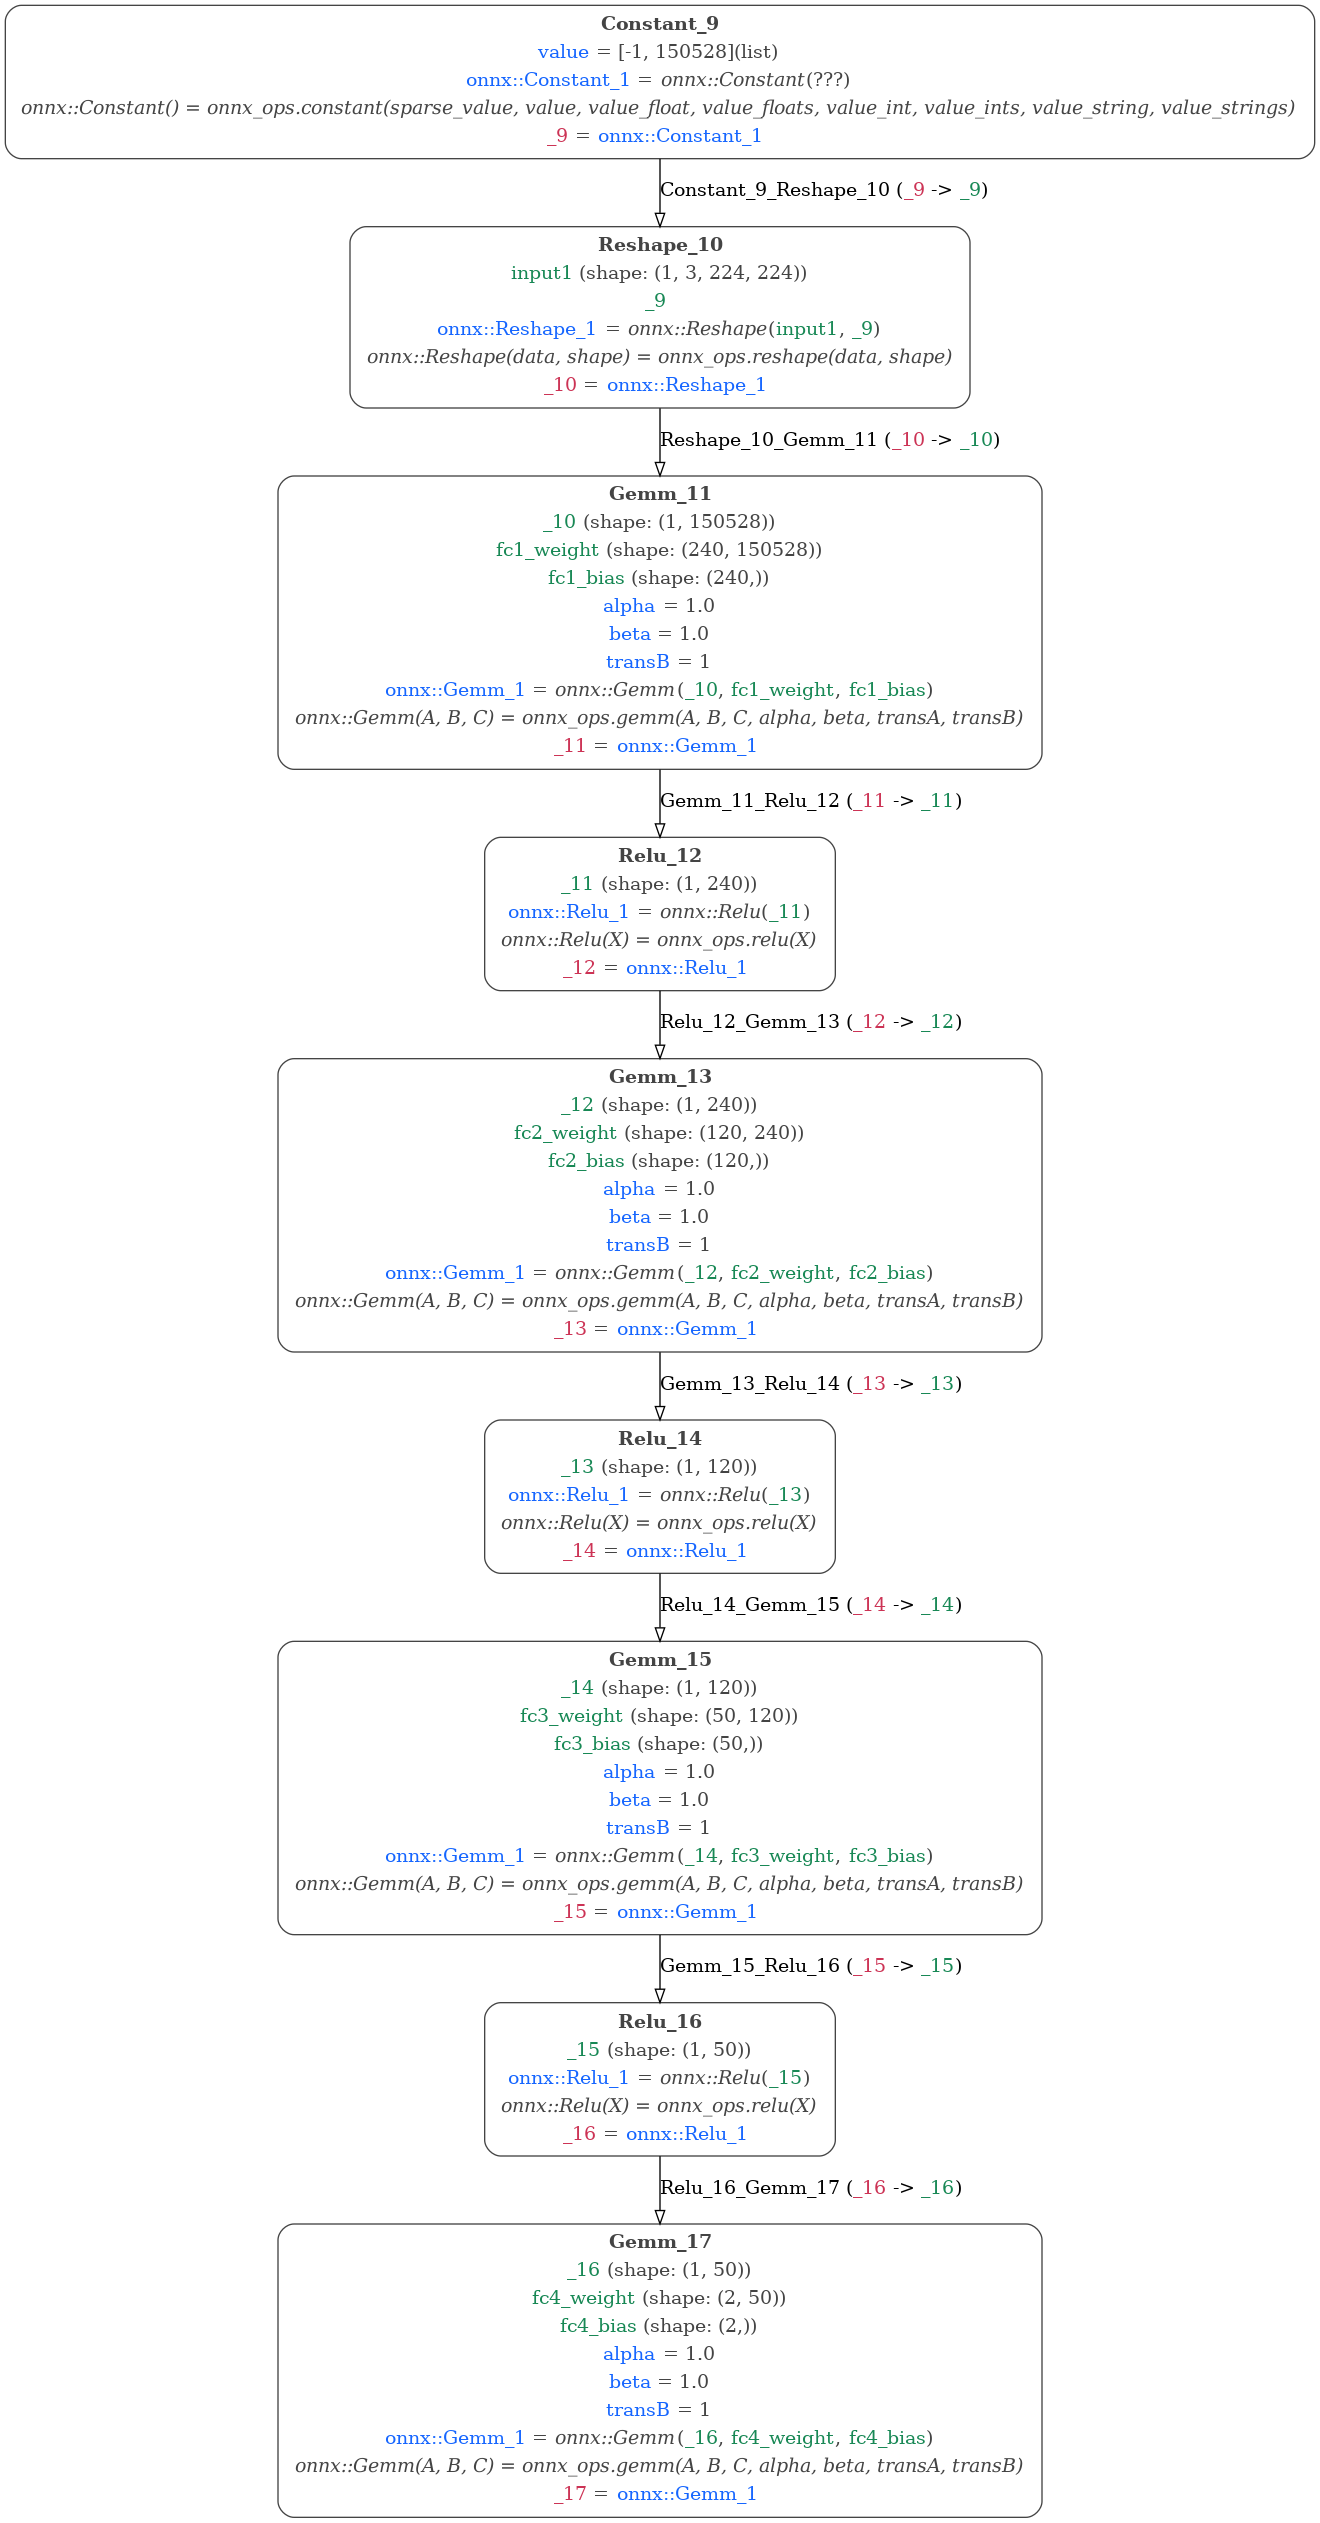 Constant_9
value = [-1, 150528](list)
onnx::Constant_1 = onnx::Constant(???)
onnx::Constant() = onnx_ops.constant(sparse_value, value, value_float, value_floats, value_int, value_ints, value_string, value_strings)
_9 = onnx::Constant_1
Constant_9_Reshape_10 (_9 -> _9)
Reshape_10
input1 (shape: (1, 3, 224, 224))
_9
onnx::Reshape_1 = onnx::Reshape(input1, _9)
onnx::Reshape(data, shape) = onnx_ops.reshape(data, shape)
_10 = onnx::Reshape_1
Reshape_10_Gemm_11 (_10 -> _10)
Gemm_11
_10 (shape: (1, 150528))
fc1_weight (shape: (240, 150528))
fc1_bias (shape: (240,))
alpha = 1.0
beta = 1.0
transB = 1
onnx::Gemm_1 = onnx::Gemm(_10, fc1_weight, fc1_bias)
onnx::Gemm(A, B, C) = onnx_ops.gemm(A, B, C, alpha, beta, transA, transB)
_11 = onnx::Gemm_1
Gemm_11_Relu_12 (_11 -> _11)
Relu_12
_11 (shape: (1, 240))
onnx::Relu_1 = onnx::Relu(_11)
onnx::Relu(X) = onnx_ops.relu(X)
_12 = onnx::Relu_1
Relu_12_Gemm_13 (_12 -> _12)
Gemm_13
_12 (shape: (1, 240))
fc2_weight (shape: (120, 240))
fc2_bias (shape: (120,))
alpha = 1.0
beta = 1.0
transB = 1
onnx::Gemm_1 = onnx::Gemm(_12, fc2_weight, fc2_bias)
onnx::Gemm(A, B, C) = onnx_ops.gemm(A, B, C, alpha, beta, transA, transB)
_13 = onnx::Gemm_1
Gemm_13_Relu_14 (_13 -> _13)
Relu_14
_13 (shape: (1, 120))
onnx::Relu_1 = onnx::Relu(_13)
onnx::Relu(X) = onnx_ops.relu(X)
_14 = onnx::Relu_1
Relu_14_Gemm_15 (_14 -> _14)
Gemm_15
_14 (shape: (1, 120))
fc3_weight (shape: (50, 120))
fc3_bias (shape: (50,))
alpha = 1.0
beta = 1.0
transB = 1
onnx::Gemm_1 = onnx::Gemm(_14, fc3_weight, fc3_bias)
onnx::Gemm(A, B, C) = onnx_ops.gemm(A, B, C, alpha, beta, transA, transB)
_15 = onnx::Gemm_1
Gemm_15_Relu_16 (_15 -> _15)
Relu_16
_15 (shape: (1, 50))
onnx::Relu_1 = onnx::Relu(_15)
onnx::Relu(X) = onnx_ops.relu(X)
_16 = onnx::Relu_1
Relu_16_Gemm_17 (_16 -> _16)
Gemm_17
_16 (shape: (1, 50))
fc4_weight (shape: (2, 50))
fc4_bias (shape: (2,))
alpha = 1.0
beta = 1.0
transB = 1
onnx::Gemm_1 = onnx::Gemm(_16, fc4_weight, fc4_bias)
onnx::Gemm(A, B, C) = onnx_ops.gemm(A, B, C, alpha, beta, transA, transB)
_17 = onnx::Gemm_1